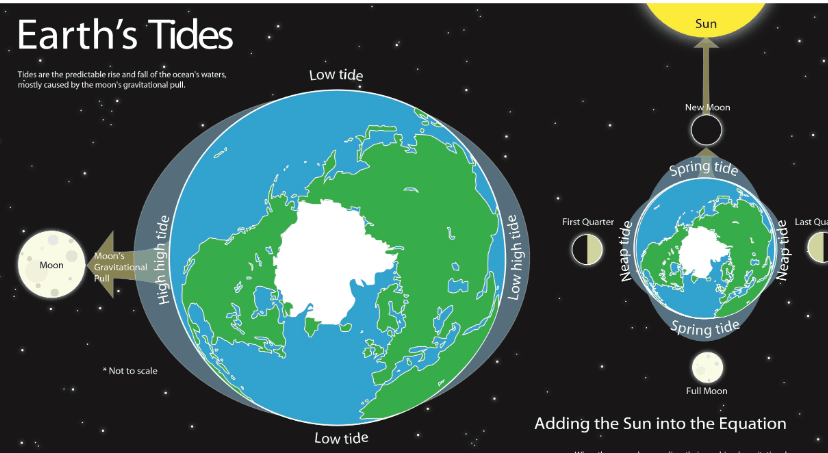 Earth's Tides
Tides are the predictable rise and fall of the ocean's waters,
mostly caused by the moon's gravitational pull.
Low tide
High high tide
Low high tide
Low tide
Moon
Moon's
Gravitational
Pull
* Not to scale
Sun
New Moon
Spring tide
First Quarter
Neap tide
Neap tide
Last Qua
Spring tide
Full Moon
Adding the Sun into the Equation